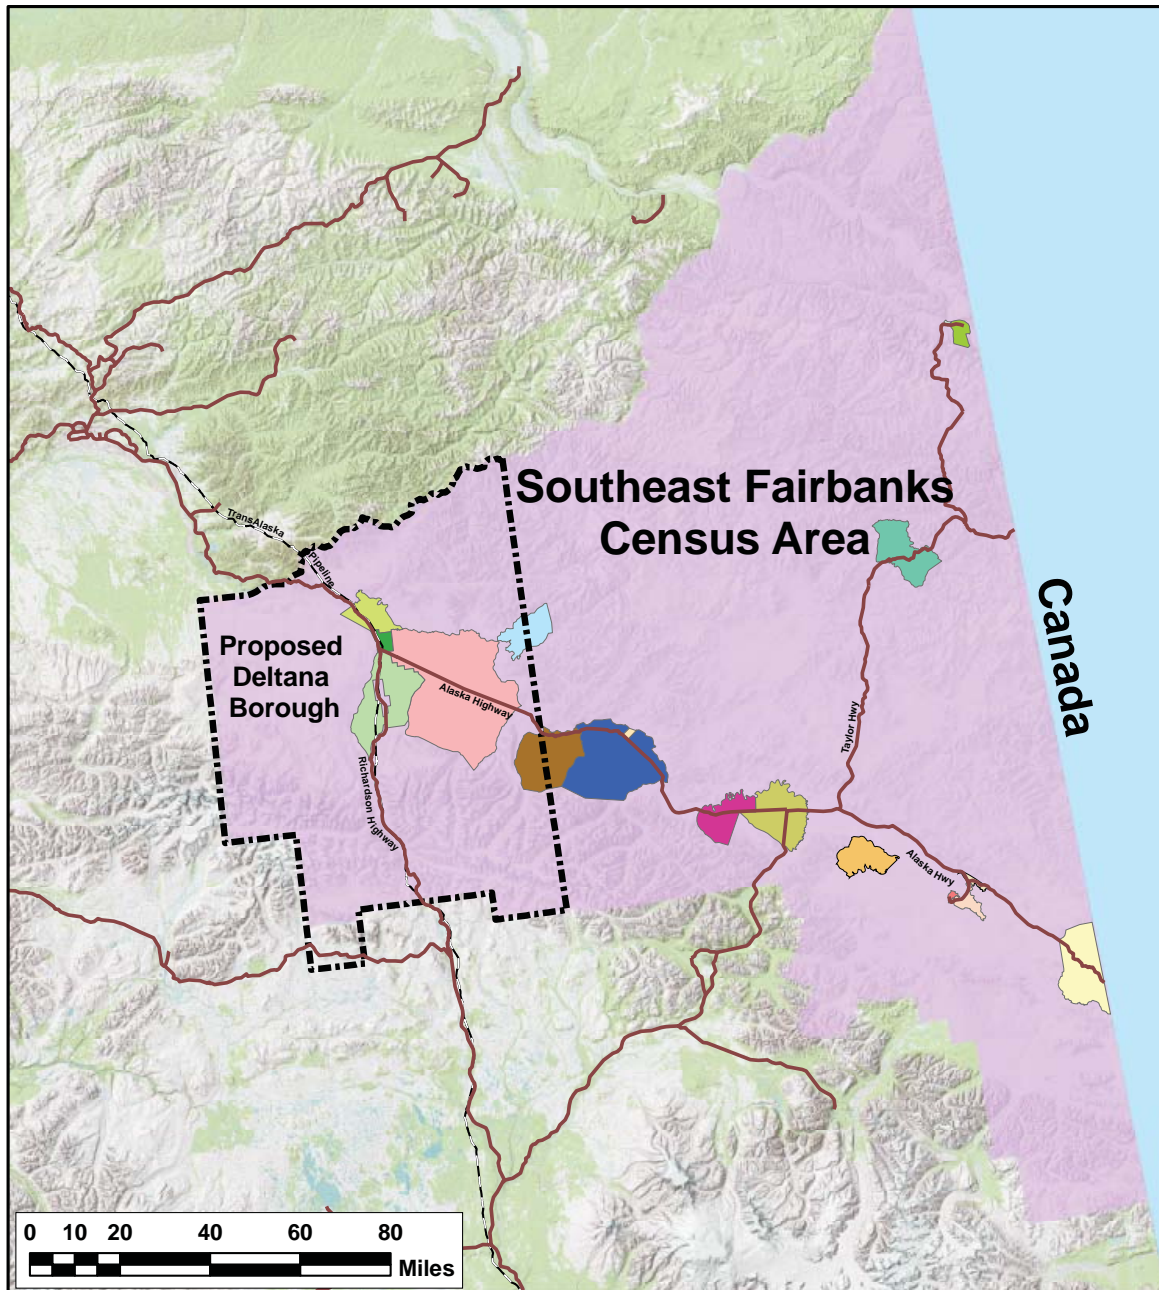 Southeast Fairbanks
Census Area
TransAlaska
Pipeline
Canada
Proposed
Deltana
Borough
Alaska Highway
Taylor Hwy
Richardson Highway
Alaska Hwy
0 10 20 40 60 80
Miles